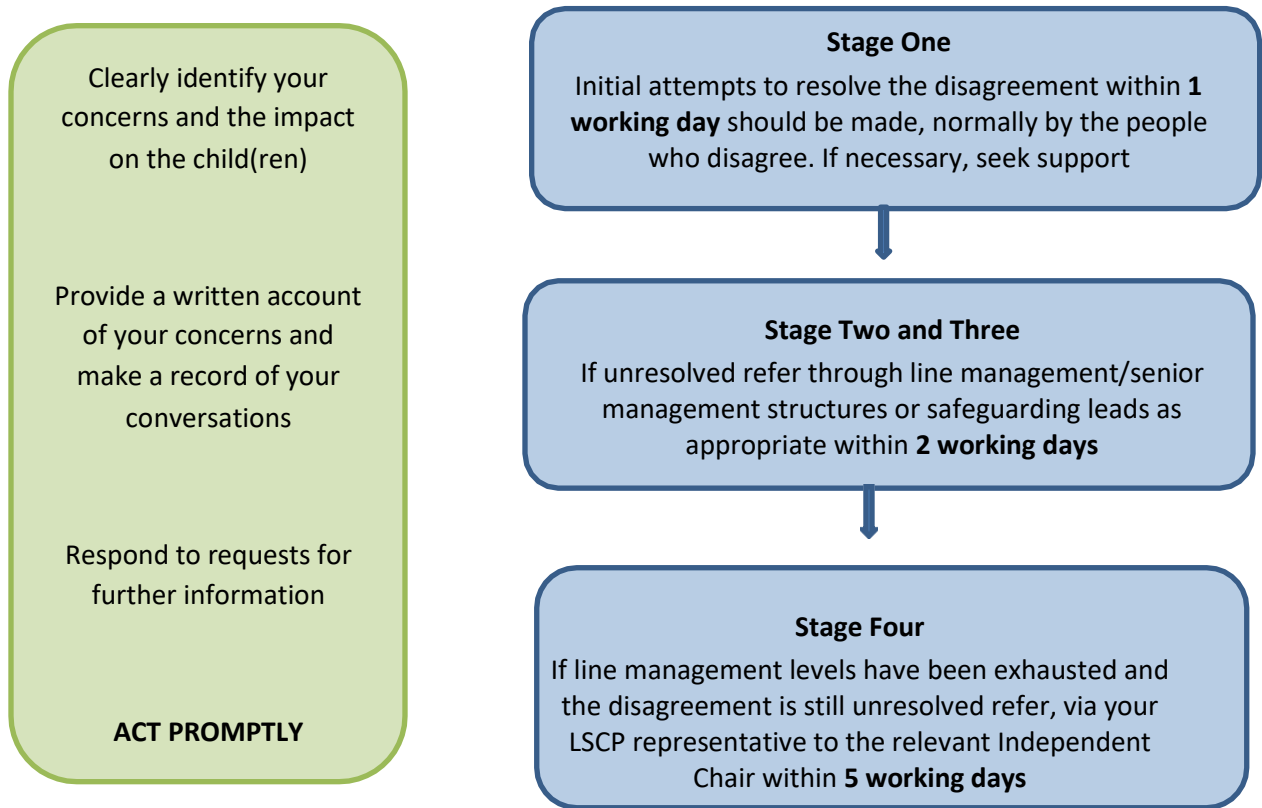 Clearly identify your
concerns and the impact
on the child(ren)
Provide a written account
of your concerns and
make a record of your
conversations
Respond to requests for
further information
ACT PROMPTLY
Stage One
Initial attempts to resolve the disagreement within 1
working day should be made, normally by the people
who disagree. If necessary, seek support
Stage Two and Three
If unresolved refer through line management/senior
management structures or safeguarding leads as
appropriate within 2 working days
Stage Four
If line management levels have been exhausted and
the disagreement is still unresolved refer, via your
LSCP representative to the relevant Independent
Chair within 5 working days